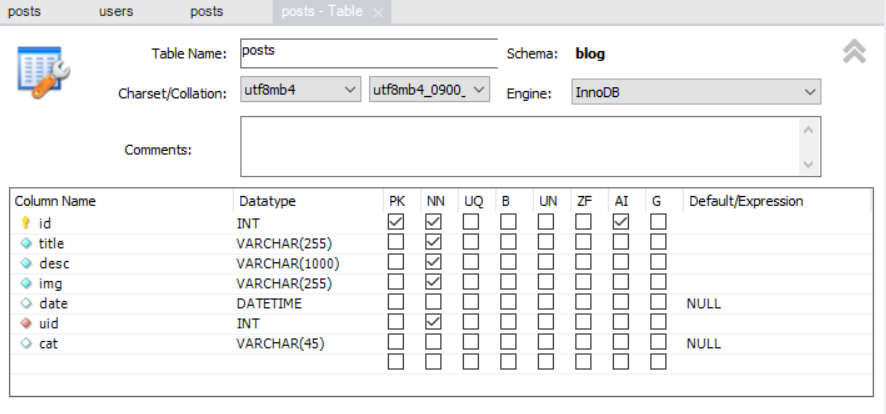 posts users posts posts - Table
Table Name: posts Schema: blog
Charset/Collation: utf8mb4 utf8mb4_0900_ Engine: InnoDB
Comments:
Column Name Datatype PK NN UQ B UN ZF AI G Default/Expression
id INT
title VARCHAR(255)
desc VARCHAR(1000)
img VARCHAR(255)
date DATETIME NULL
uid INT
cat VARCHAR(45) NULL